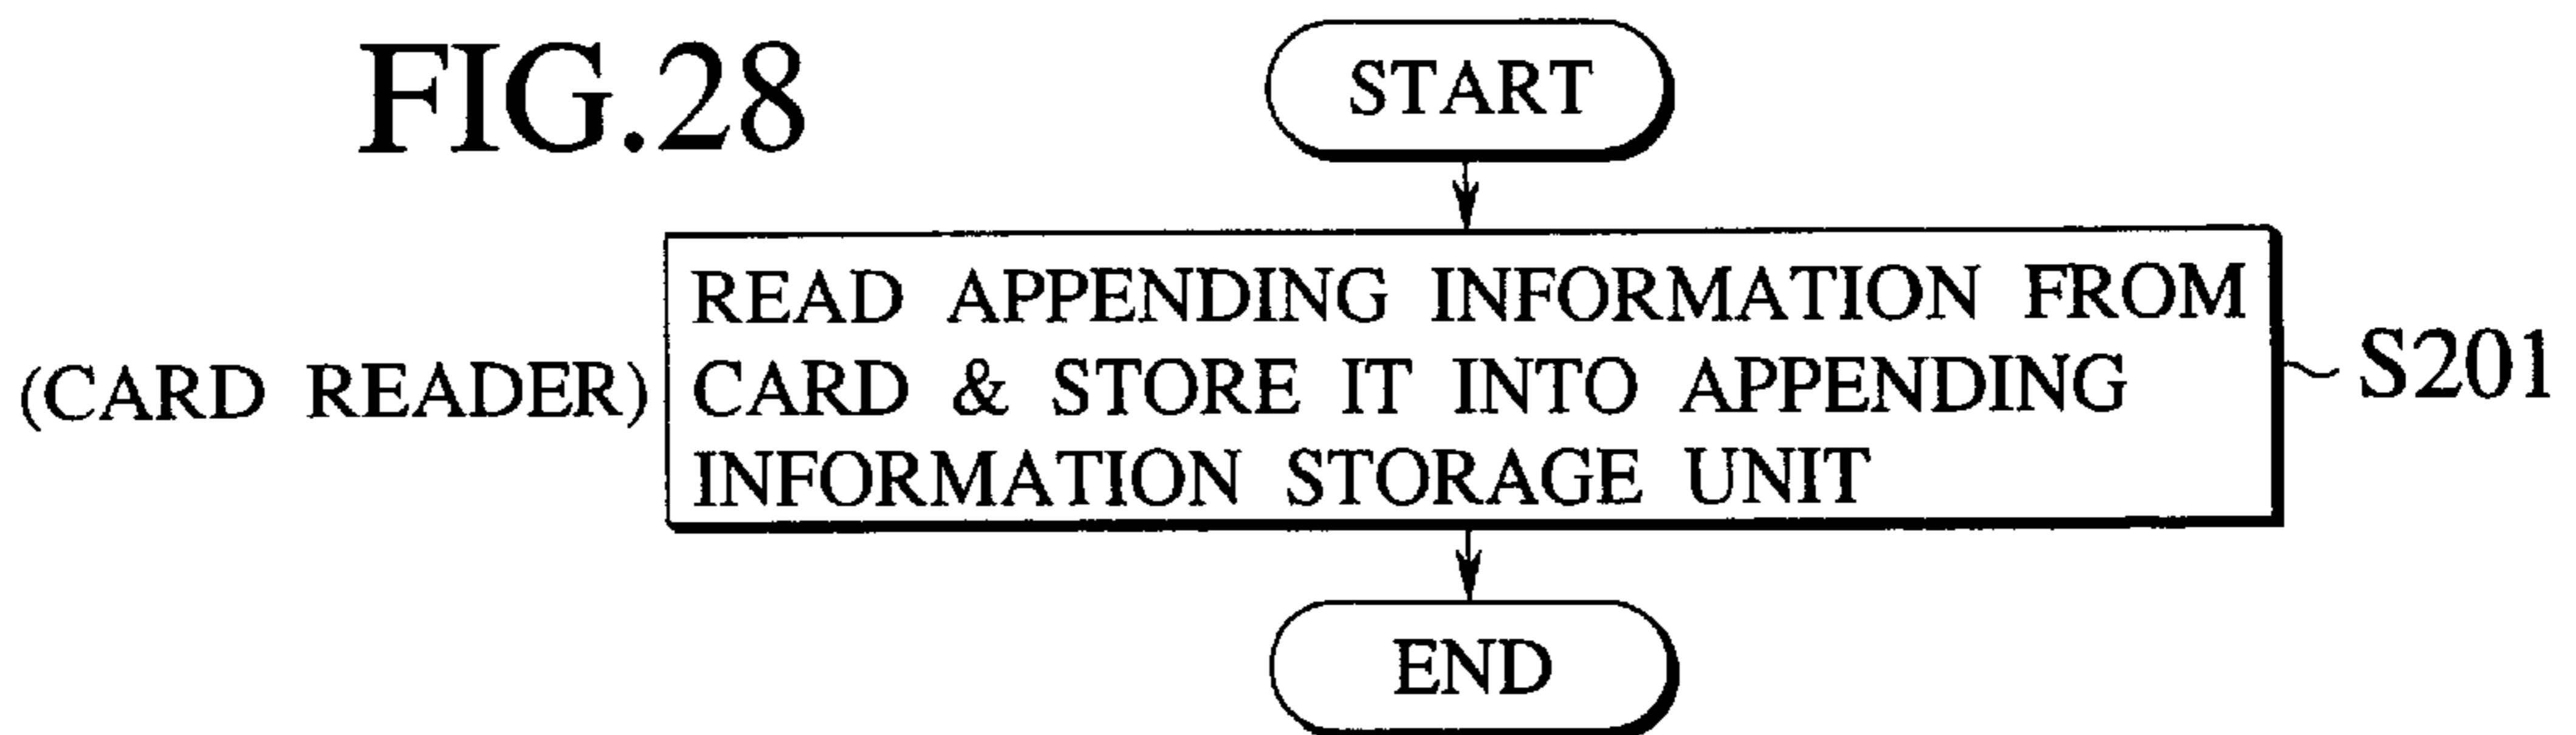 FIG.28
START
READ APPENDING INFORMATION FROM
(CARD READER) CARD & STORE IT INTO APPENDING S201
INFORMATION STORAGE UNIT
END